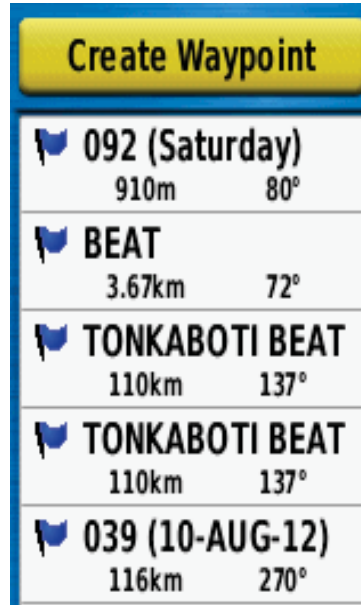 Create Waypoint
092 (Saturday)
910m 80°
BEAT
3.67km 72°
TONKABOTI BEAT
110km 137°
TONKABOTI BEAT
110km 137°
039 (10-AUG-12)
116km 270°